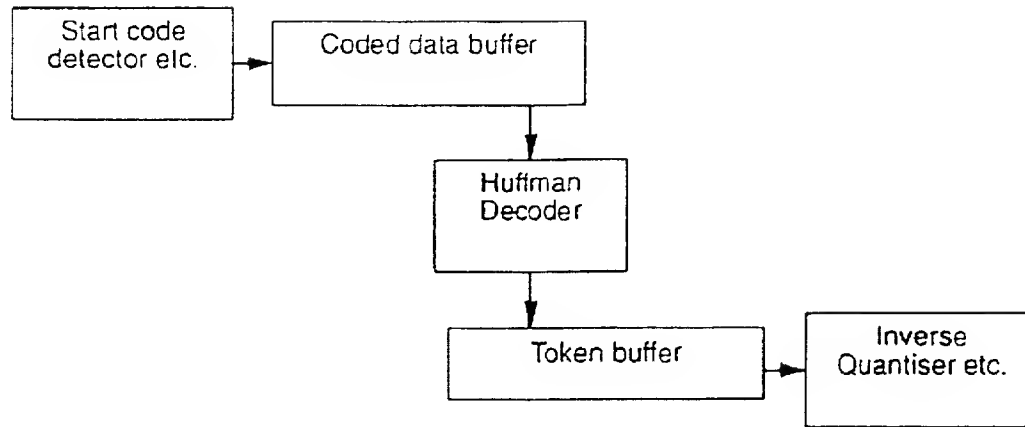 Start code
detector etc.
Coded data buffer
Huffman
Decoder
Token buffer
Inverse
Quantiser etc.